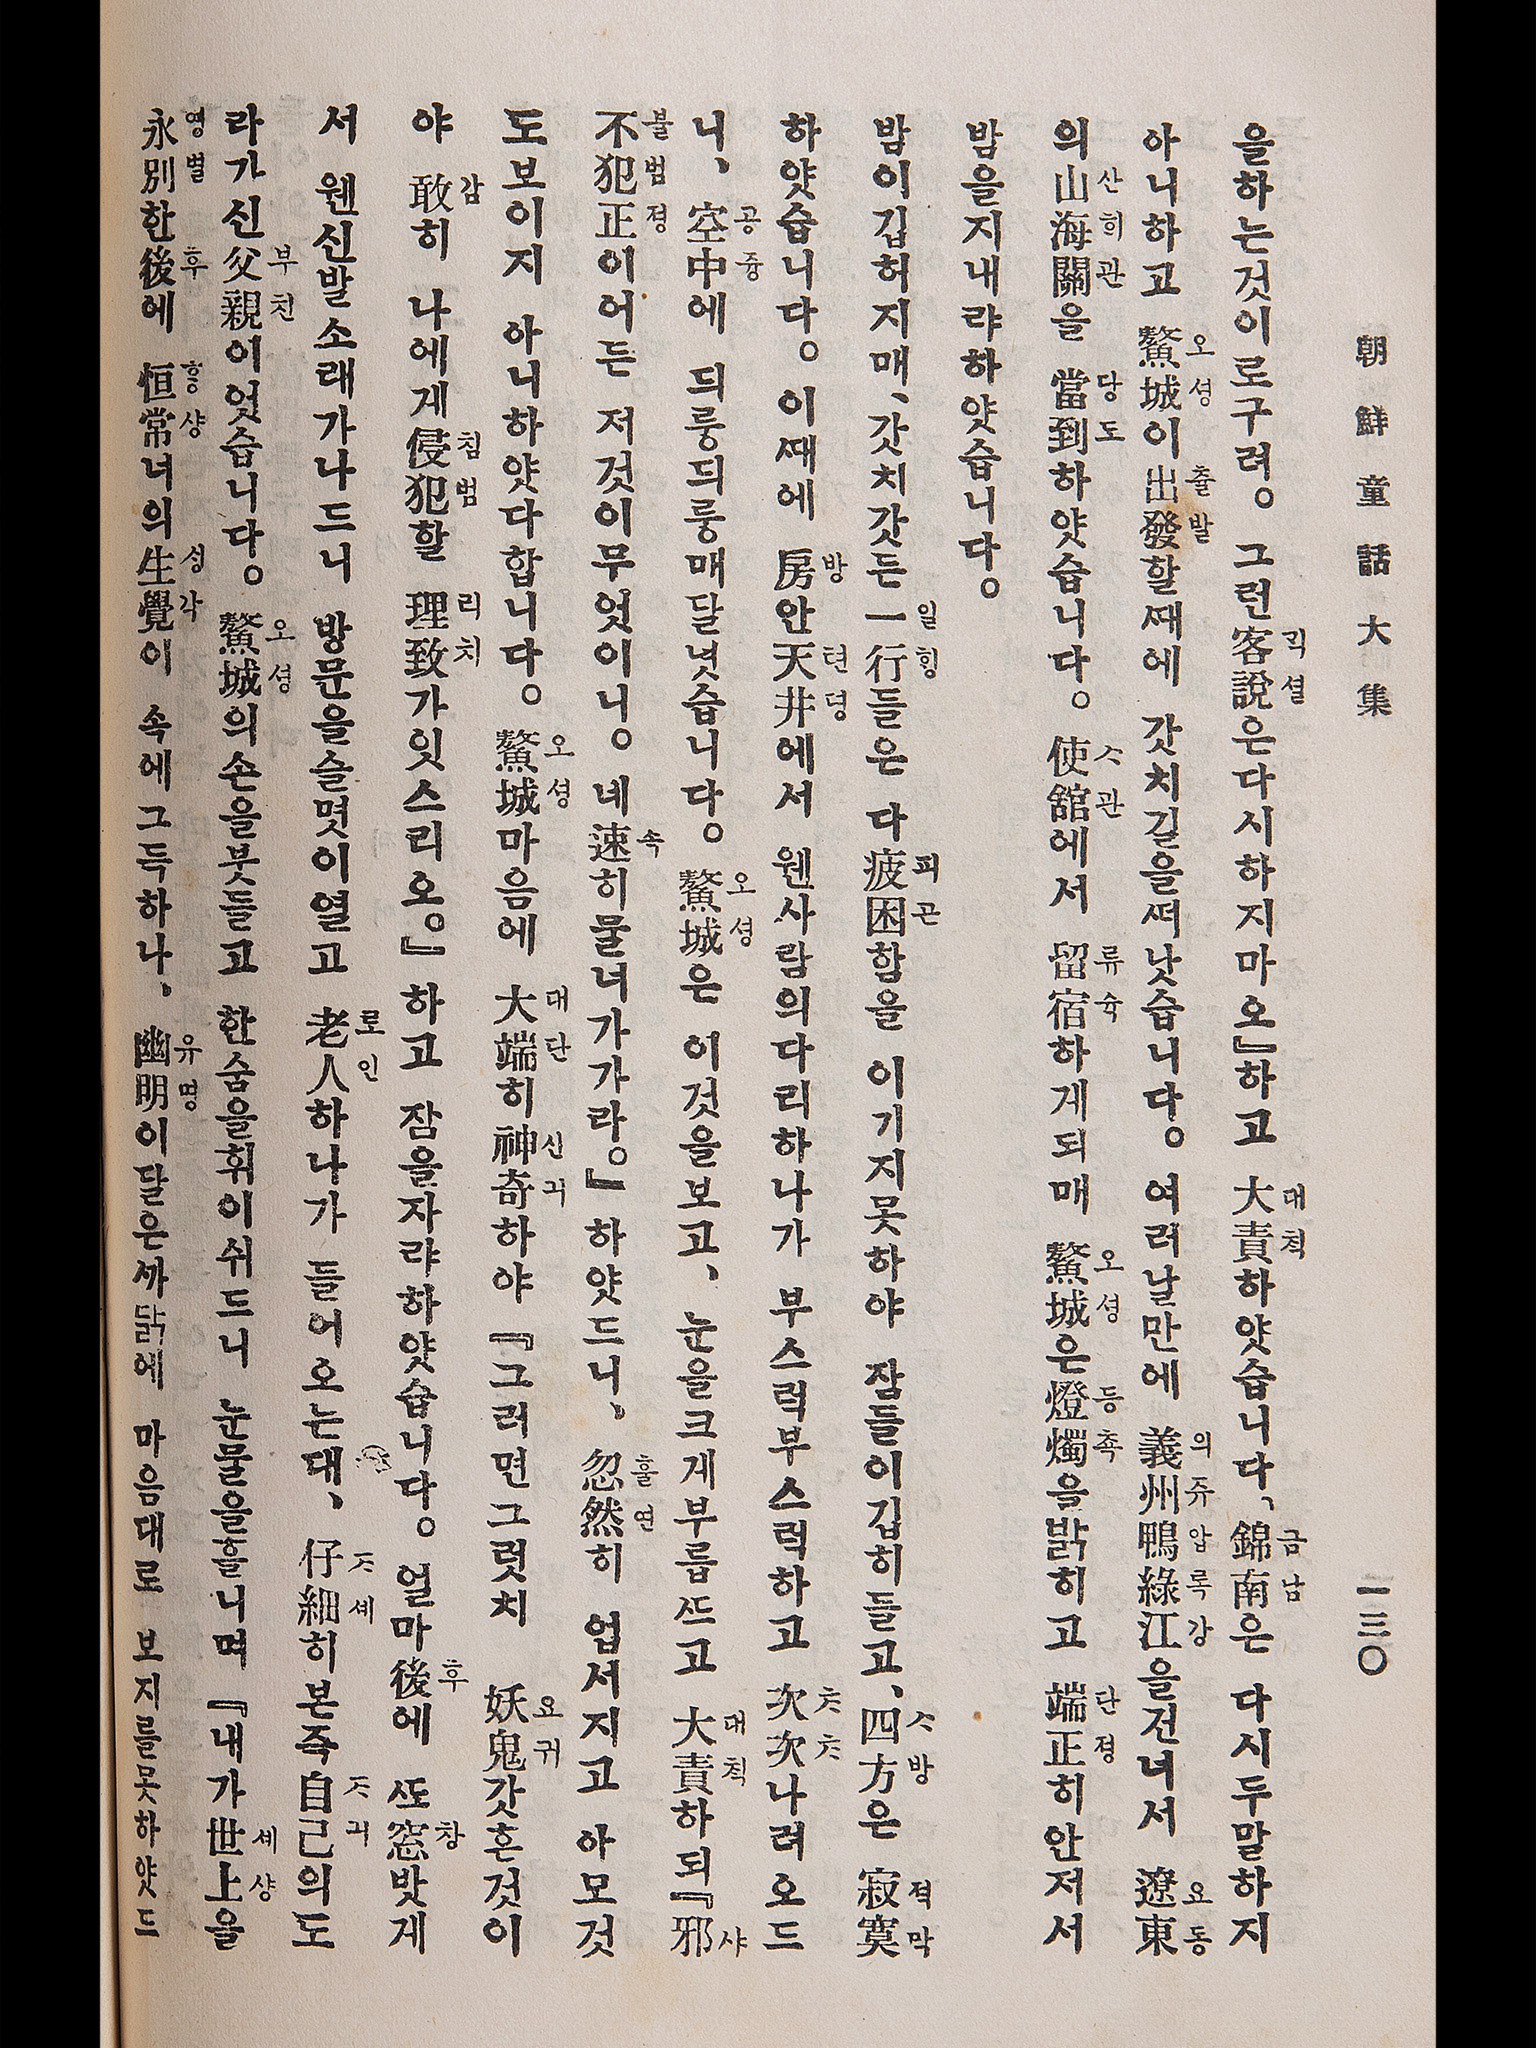 朝鮮童話大集 一三〇
을하는것이로구려。 그런客說은다시하지마오』하고 大責하얏습니다、錦南은 다시두말하지
아니하고 鰲城이出發할때에 갓치길을떠낫습니다。여러날만에 義州鴨綠江을건너서 遼東
의山海關을 當到하얏습니다。使舘에서 留宿하게되매 鰲城은燈燭을밝히고 端正히안저서
밤을지내랴하얏습니다。
밤이깁허지매、갓치갓든一行들은 다疲困함을 이기지못하야 잠들이깁히들고、四方은 寂寞
하얏습니다。이때에 房안天井에서 웬사람의다리하나가 부스럭부스럭하고 次次나려오드
니、空中에 듸룽듸룽매달녓습니다。鰲城은 이것을보고、눈을크게부릅쓰고 大責하되『邪
不犯正이어든 저것이무엇이니。네速히물너가가라。』하얏드니、忽然히 업서지고 아모것
도보이지 아니하얏다합니다。鰲城마음에 大端히神奇하야 『그러면그럿치 妖鬼갓흔것이
야 敢히 나에게侵犯할 理致가잇스리오。』하고 잠을자랴하얏습니다。얼마後에 또窓밧게
서 웬신발소래가나드니 방문을슬몃이열고 老人하나가 들어오는대、仔細히본즉自己의도
라가신父親이엇습니다。鰲城의손을붓들고 한숨을휘이쉬드니 눈물을흘니며『내가世上을
永別한後에 恒常너의生覺이 속에그득하나、幽明이달은까닭에 마음대로 보지를못하얏드